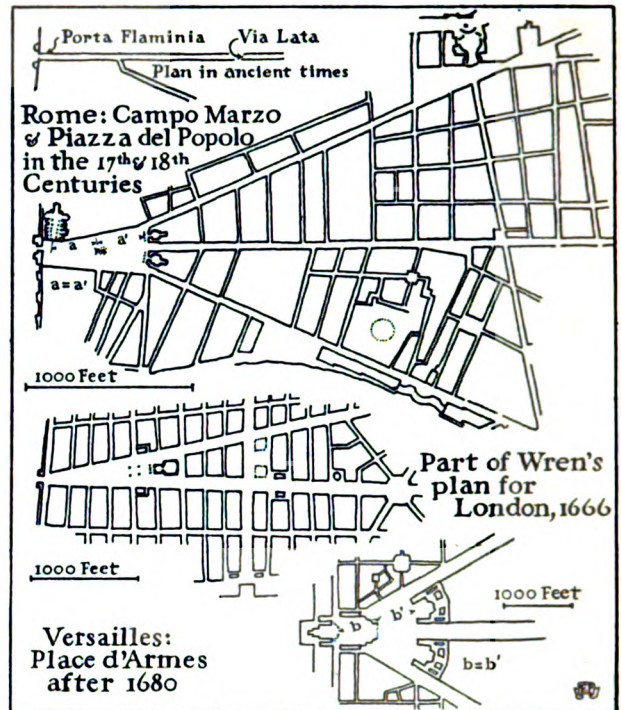 Porta Flaminia Via Lata
Plan in ancient times
Rome: Campo Marzo
& Piazza del Popolo
in the 17th & 18th
Centuries
a a'
a=a'
1000 Feet
Part of Wren's
plan for
London, 1666
1000 Feet
1000 Feet
b b'
b=b'
Versailles:
Place d'Armes
after 1680